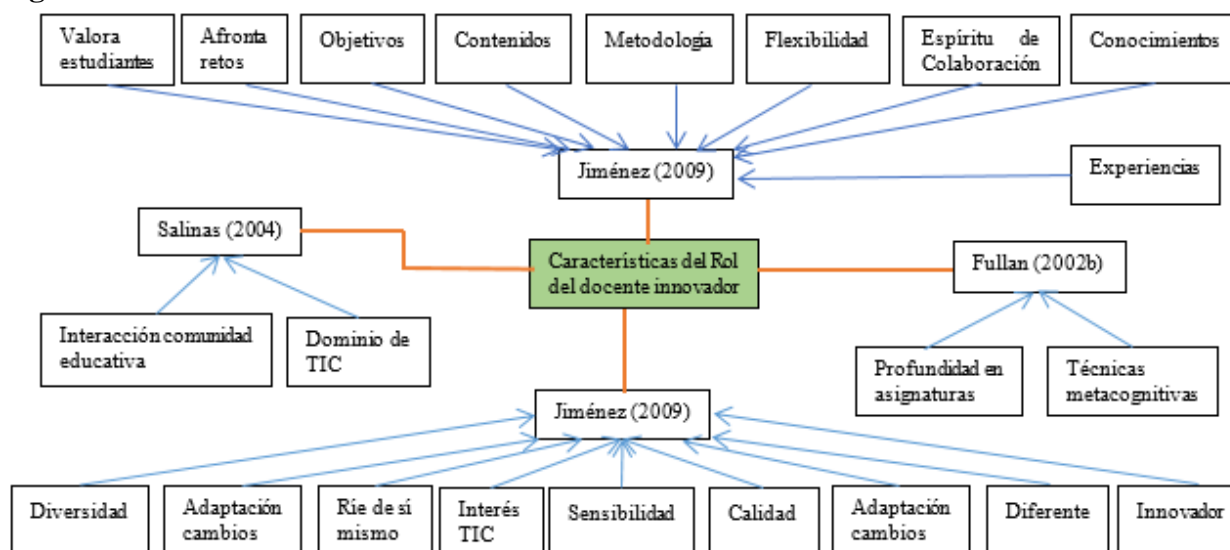 Valora
estudiantes
Afronta
retos
Objetivos
Contenidos
Metodología
Flexibilidad
Espíritu de
Colaboración
Conocimientos
Jiménez (2009)
Experiencias
Salinas (2004)
Características del Rol
del docente innovador
Fullan (2002b)
Interacción comunidad
educativa
Dominio de
TIC
Profundidad en
asignaturas
Técnicas
metacognitivas
Jiménez (2009)
Diversidad
Adaptación
cambios
Ríe de sí
mismo
Interés
TIC
Sensibilidad
Calidad
Adaptación
cambios
Diferente
Innovador